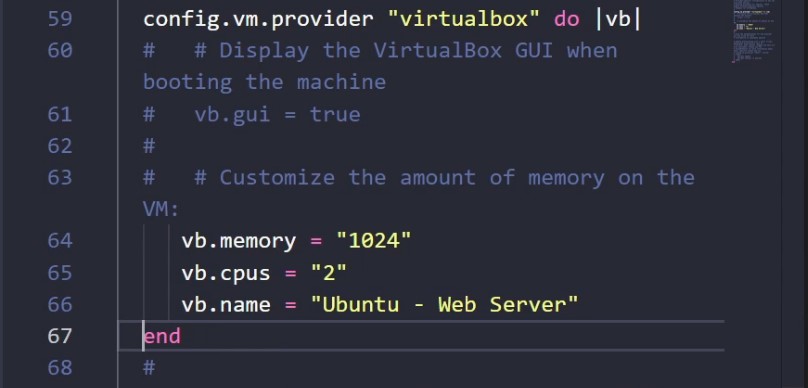 59 config.vm.provider "virtualbox" do |vb|
60 #   # Display the VirtualBox GUI when
booting the machine
61 #   vb.gui = true
62 #
63 #   # Customize the amount of memory on the
VM:
64    vb.memory = "1024"
65    vb.cpus = "2"
66    vb.name = "Ubuntu - Web Server"
67 end
68 #